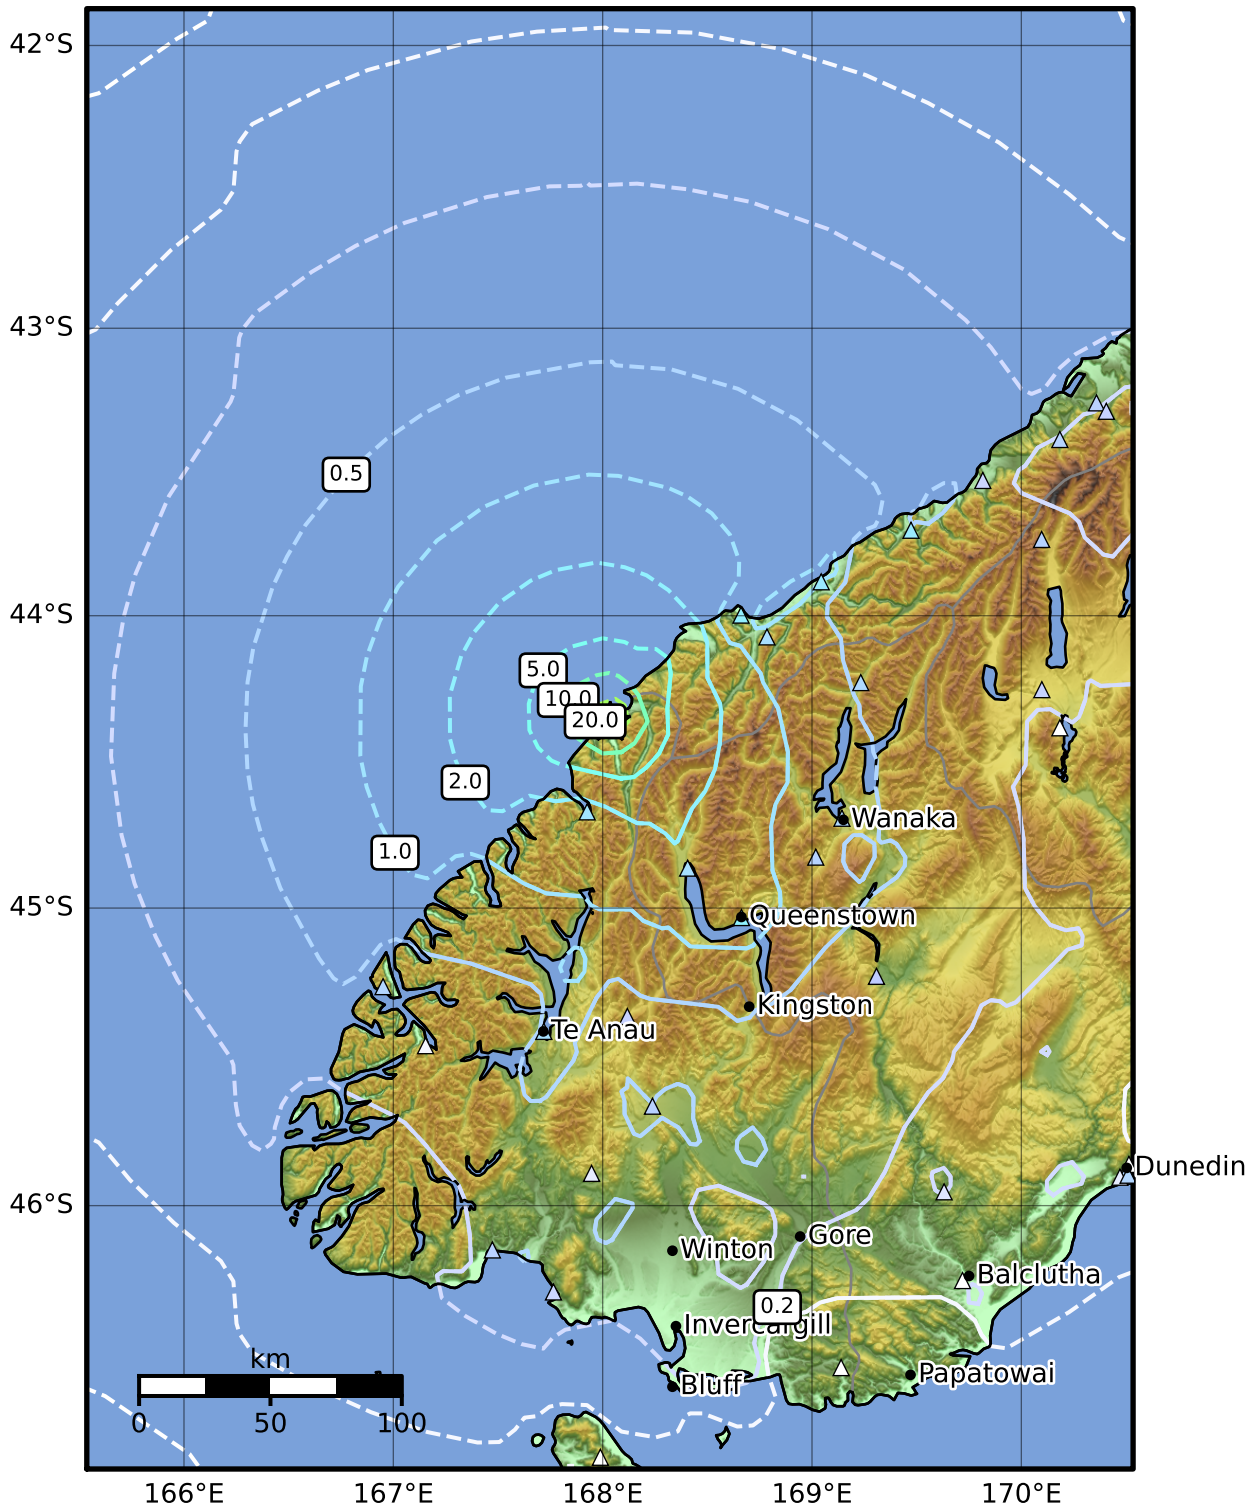 42°S
43°S
0.5
44°S
5.0
10.0
20.0
2.0
Wanaka
1.0
45°S
Queenstown
Kingston
Te Anau
Dunedin
46°S
Gore
Winton
Balclutha
0.2
Invercargill
km
Papatowai
Bluff
0 50 100
166°E 167°E 168°E 169°E 170°E